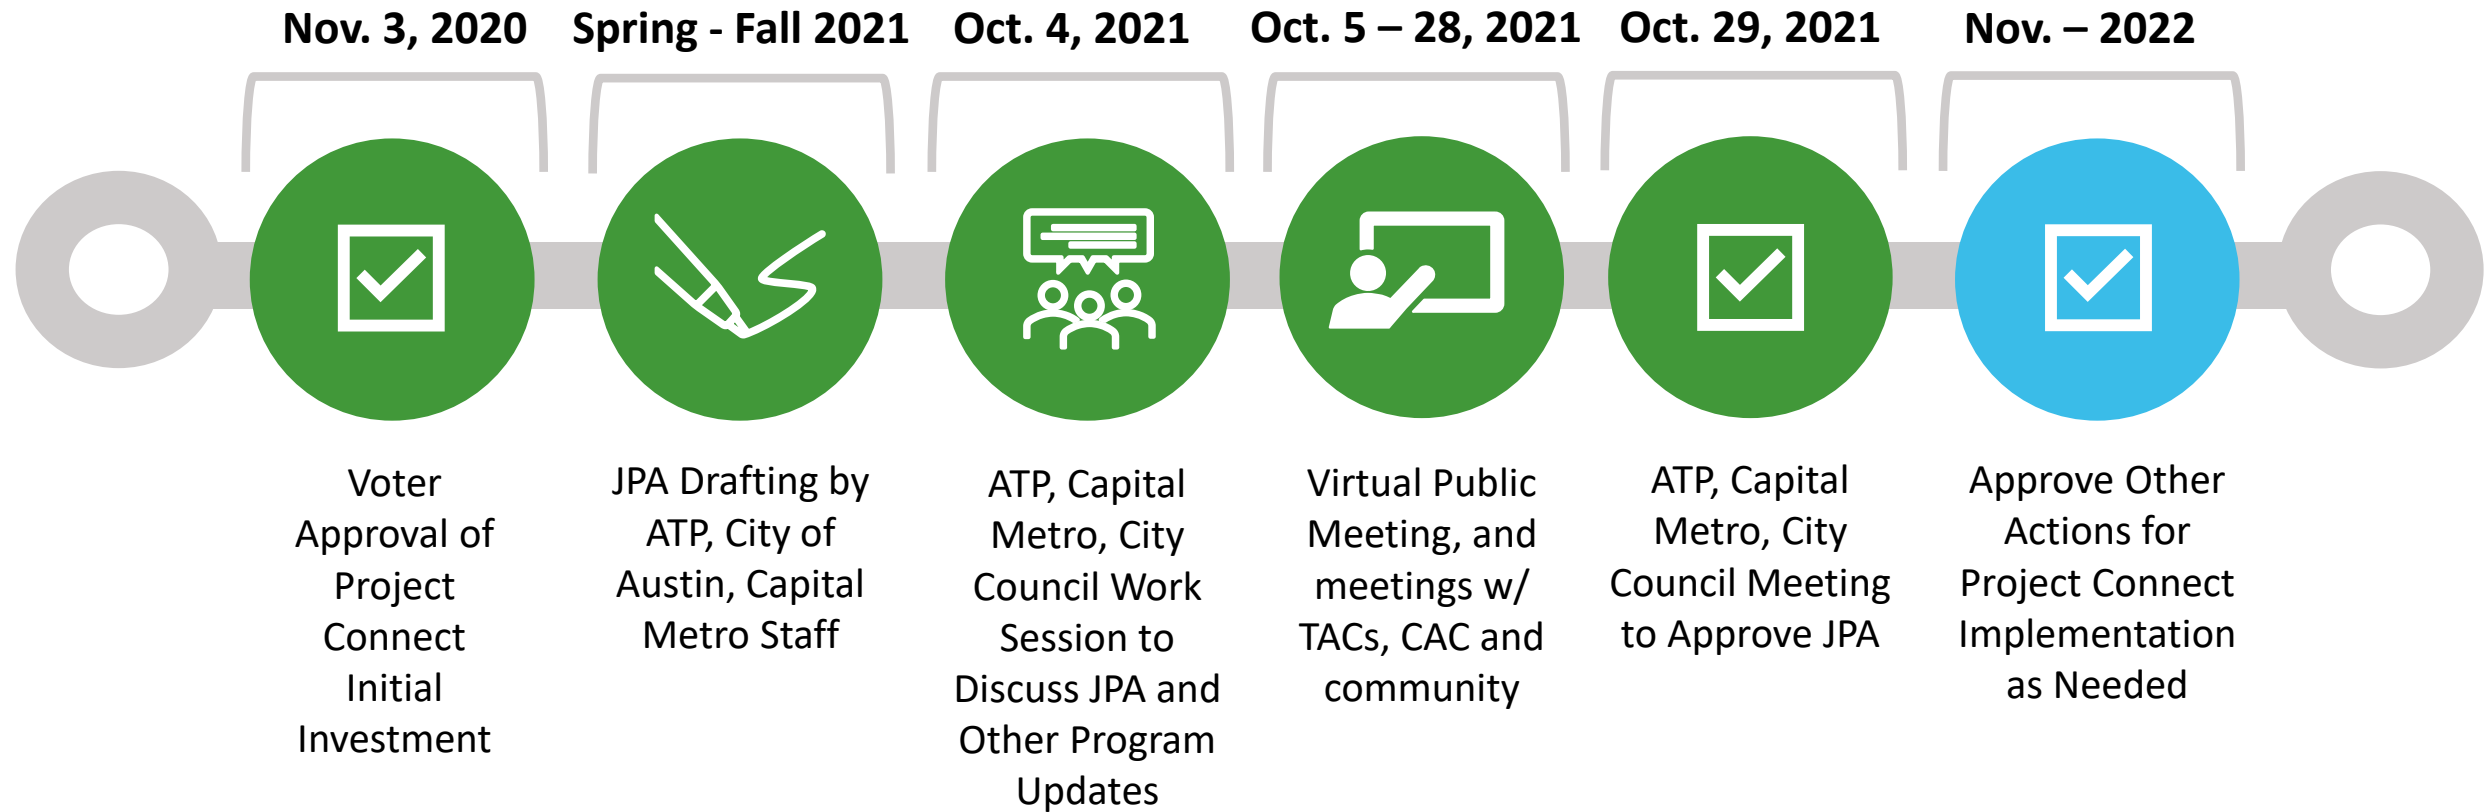 Nov. 3, 2020
Voter
Approval of
Project
Connect
Initial
Investment
Spring - Fall 2021
JPA Drafting by
ATP, City of
Austin, Capital
Metro Staff
Oct. 4, 2021
ATP, Capital
Metro, City
Council Work
Session to
Discuss JPA and
Other Program
Updates
Oct. 5 – 28, 2021
Virtual Public
Meeting, and
meetings w/
TACs, CAC and
community
Oct. 29, 2021
ATP, Capital
Metro, City
Council Meeting
to Approve JPA
Nov. – 2022
Approve Other
Actions for
Project Connect
Implementation
as Needed